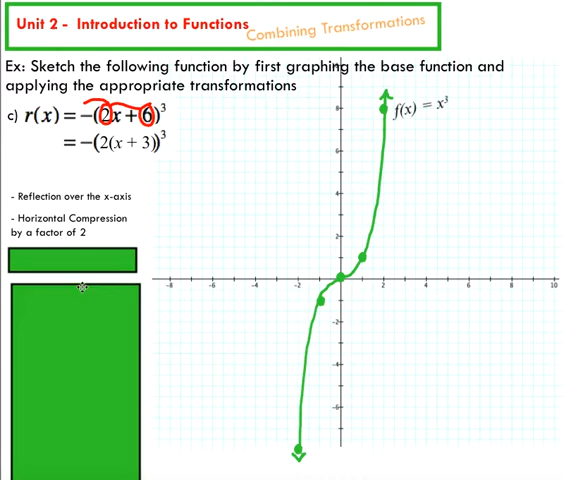 Unit 2 - Introduction to Functions
Combining Transformations
Ex: Sketch the following function by first graphing the base function and
applying the appropriate transformations
c) r(x) = -(2x + 6)³
= -(2(x + 3))³
- Reflection over the x-axis
- Horizontal Compression
by a factor of 2
f(x) = x³
8
6
4
2
-8 -6 -4 -2 2 4 6 8 10
-2
-4
-6